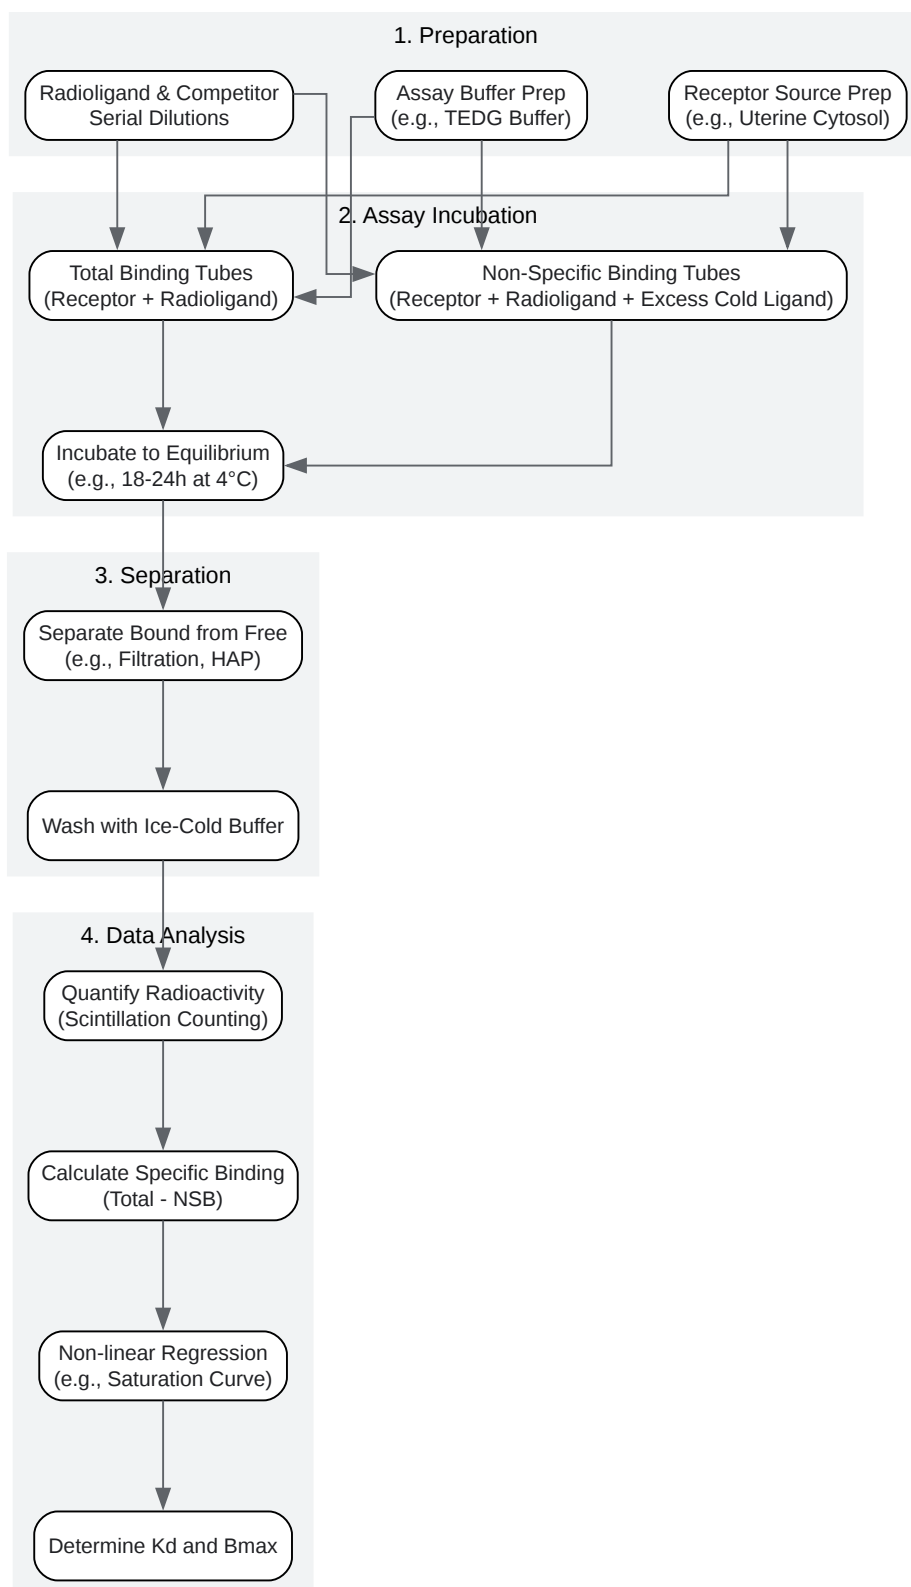 1. Preparation
Radioligand & Competitor
Serial Dilutions
Assay Buffer Prep
(e.g., TEDG Buffer)
Receptor Source Prep
(e.g., Uterine Cytosol)
2. Assay Incubation
Total Binding Tubes
(Receptor + Radioligand)
Non-Specific Binding Tubes
(Receptor + Radioligand + Excess Cold Ligand)
Incubate to Equilibrium
(e.g., 18-24h at 4°C)
3. Separation
Separate Bound from Free
(e.g., Filtration, HAP)
Wash with Ice-Cold Buffer
4. Data Analysis
Quantify Radioactivity
(Scintillation Counting)
Calculate Specific Binding
(Total - NSB)
Non-linear Regression
(e.g., Saturation Curve)
Determine Kd and Bmax